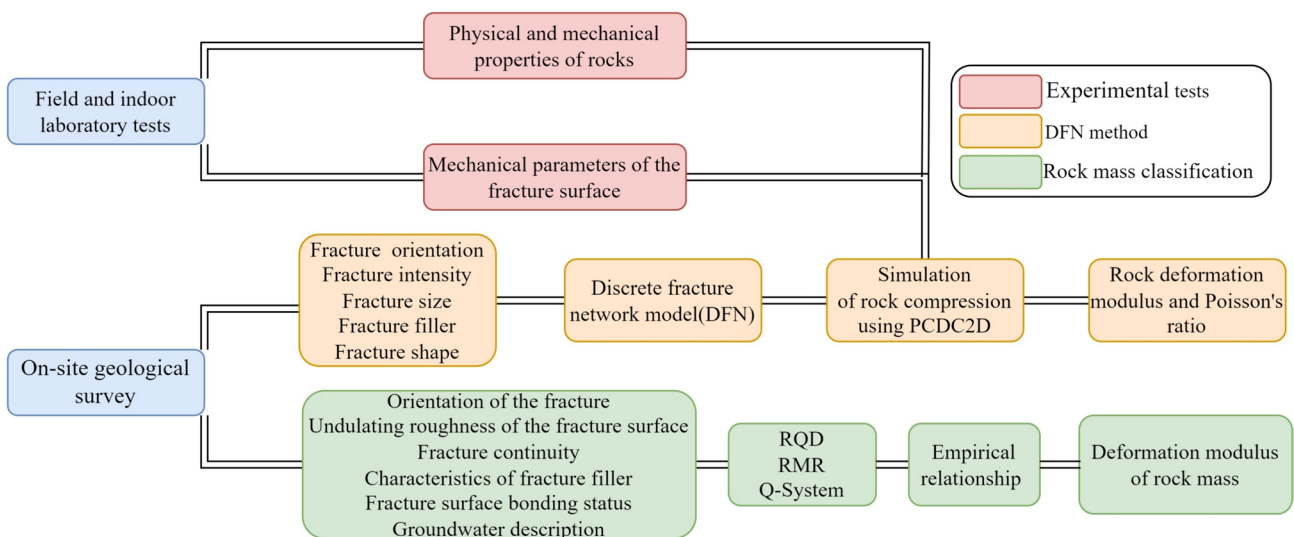 Physical and mechanical
properties of rocks
Field and indoor
laboratory tests
Mechanical parameters of the
fracture surface
Experimental tests
DFN method
Rock mass classification
Fracture orientation
Fracture intensity
Fracture size
Fracture filler
Fracture shape
Discrete fracture
network model(DFN)
Simulation
of rock compression
using PCDC2D
Rock deformation
modulus and Poisson's
ratio
On-site geological
survey
Orientation of the fracture
Undulating roughness of the fracture surface
Fracture continuity
Characteristics of fracture filler
Fracture surface bonding status
Groundwater description
RQD
RMR
Q-System
Empirical
relationship
Deformation modulus
of rock mass